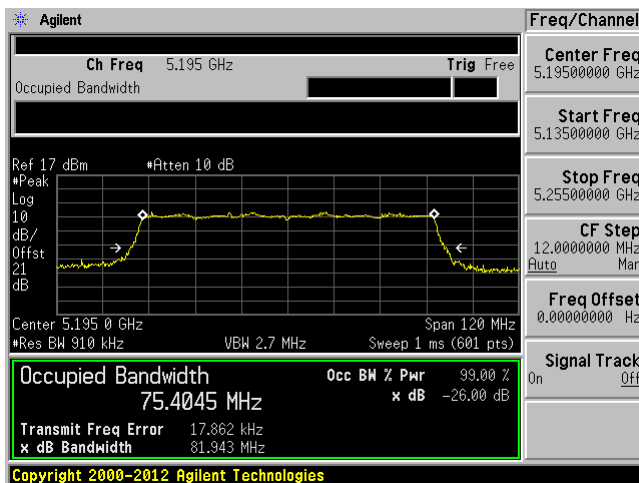 Agilent
Freq/Channel
Ch Freq 5.195 GHz Trig Free
Occupied Bandwidth
Center Freq
5.19500000 GHz
Start Freq
5.13500000 GHz
Stop Freq
5.25500000 GHz
CF Step
12.0000000 MHz
Auto Man
Freq Offset
0.00000000 Hz
Signal Track
On Off
Ref 17 dBm #Atten 10 dB
#Peak
Log
10
dB/
Offst
21
dB
Center 5.195 0 GHz Span 120 MHz
#Res BW 910 kHz VBW 2.7 MHz Sweep 1 ms (601 pts)
Occupied Bandwidth Occ BW % Pwr 99.00 %
75.4045 MHz x dB -26.00 dB
Transmit Freq Error 17.862 kHz
x dB Bandwidth 81.943 MHz
Copyright 2000-2012 Agilent Technologies